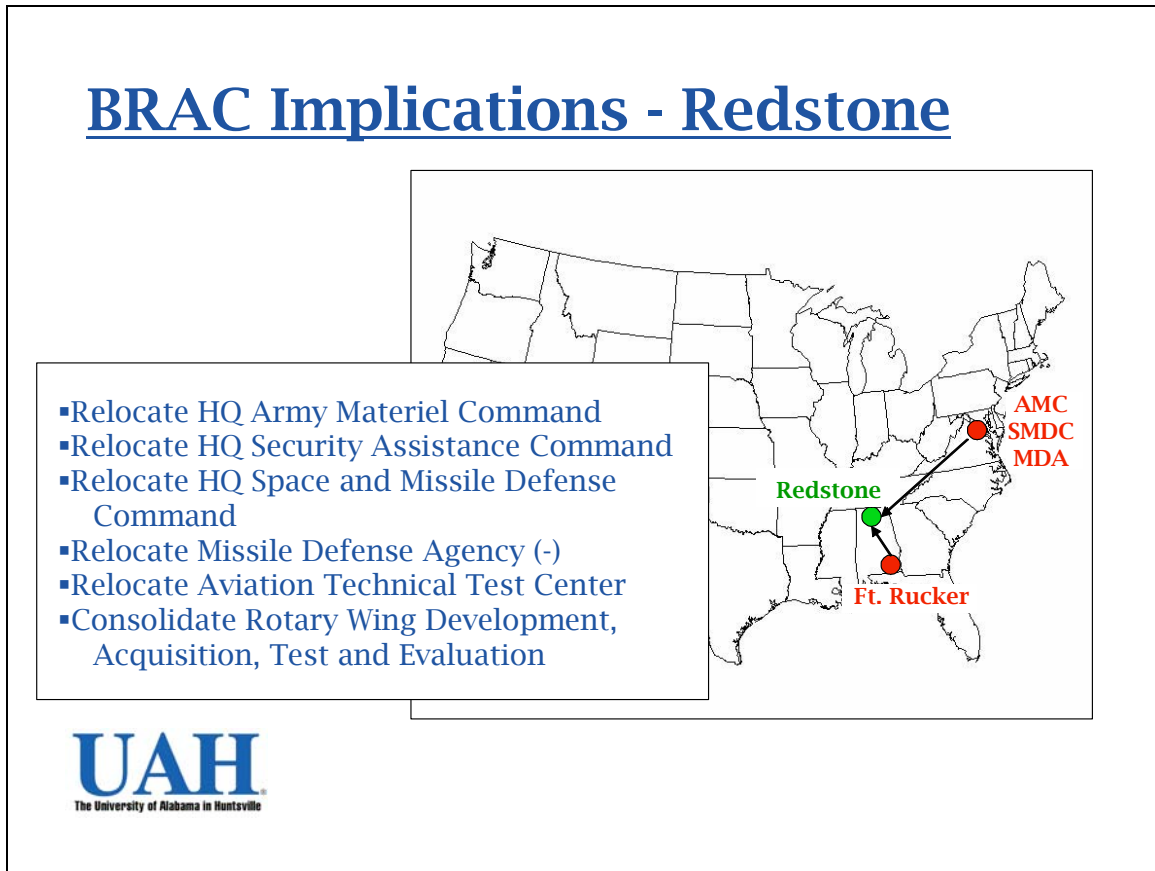 BRAC Implications - Redstone
▪Relocate HQ Army Materiel Command
▪Relocate HQ Security Assistance Command
▪Relocate HQ Space and Missile Defense
Command
▪Relocate Missile Defense Agency (-)
▪Relocate Aviation Technical Test Center
▪Consolidate Rotary Wing Development,
Acquisition, Test and Evaluation
AMC
SMDC
MDA
Redstone
Ft. Rucker
UAH
The University of Alabama in Huntsville